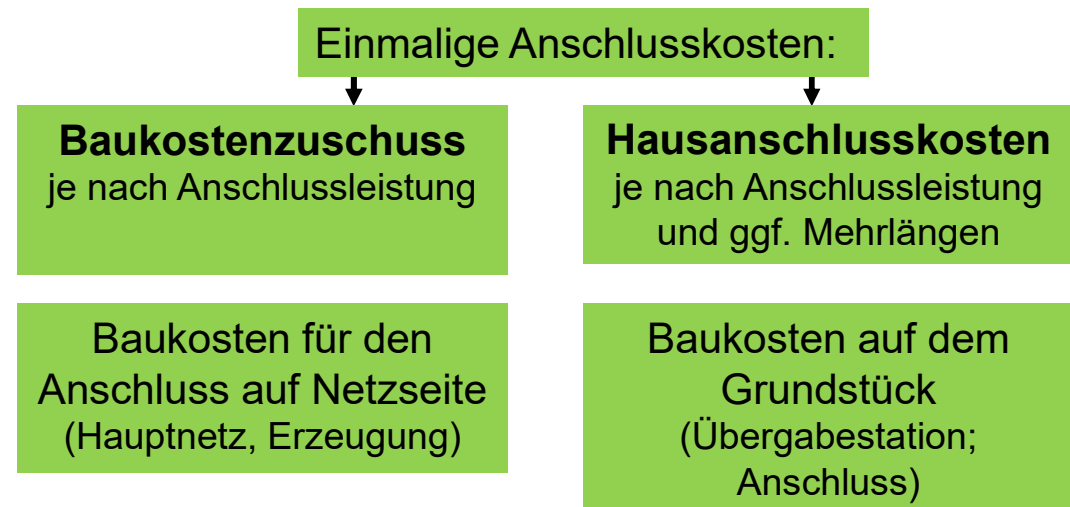 Einmalige Anschlusskosten:
Baukostenzuschuss
je nach Anschlussleistung
Hausanschlusskosten
je nach Anschlussleistung
und ggf. Mehrlängen
Baukosten für den
Anschluss auf Netzseite
(Hauptnetz, Erzeugung)
Baukosten auf dem
Grundstück
(Übergabestation;
Anschluss)